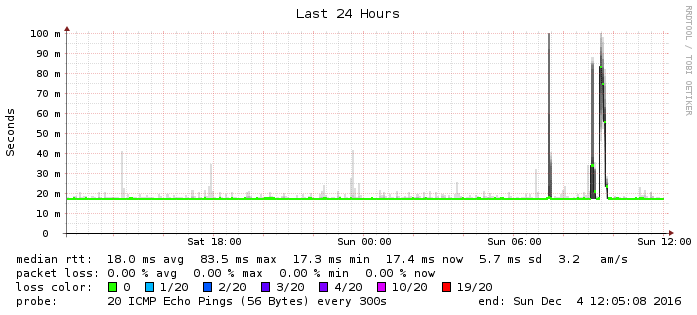 Last 24 Hours
RRDTOOL / TOBI OETIKER
Seconds
100 m
90 m
80 m
70 m
60 m
50 m
40 m
30 m
20 m
10 m
0
Sat 18:00 Sun 00:00 Sun 06:00 Sun 12:00
median rtt: 18.0 ms avg 83.5 ms max 17.3 ms min 17.4 ms now 5.7 ms sd 3.2 am/s
packet loss: 0.00 % avg 0.00 % max 0.00 % min 0.00 % now
loss color: 0 1/20 2/20 3/20 4/20 10/20 19/20
probe: 20 ICMP Echo Pings (56 Bytes) every 300s end: Sun Dec 4 12:05:08 2016